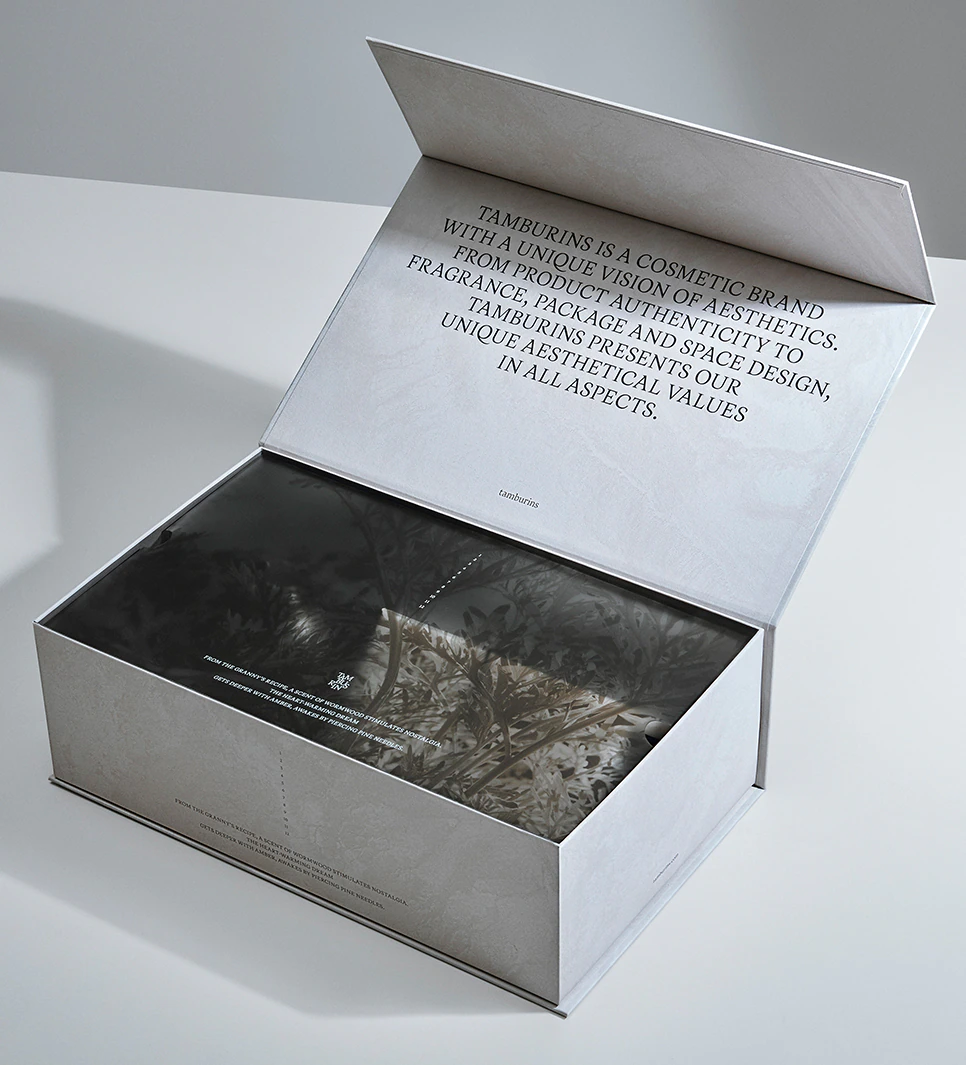 TAMBURINS IS A COSMETIC BRAND
WITH A UNIQUE VISION OF AESTHETICS.
FROM PRODUCT AUTHENTICITY TO
FRAGRANCE, PACKAGE AND SPACE DESIGN,
TAMBURINS PRESENTS OUR
UNIQUE AESTHETICAL VALUES
IN ALL ASPECTS.
tamburins
TAM
BU
RINS
FROM THE GRANNY'S RECIPE, A SCENT OF WORMWOOD STIMULATES NOSTALGIA.
THE HEART-WARMING DREAM
GETS DEEPER WITH AMBER, AWAKES BY PIERCING PINE NEEDLES.
FROM THE GRANNY'S RECIPE, A SCENT OF WORMWOOD STIMULATES NOSTALGIA.
THE HEART-WARMING DREAM
GETS DEEPER WITH AMBER, AWAKES BY PIERCING PINE NEEDLES.